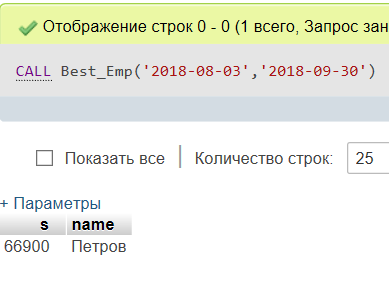 Отображение строк 0 - 0 (1 всего, Запрос зан
CALL Best_Emp('2018-08-03','2018-09-30')
Показать все | Количество строк: 25
+ Параметры
s name
66900 Петров